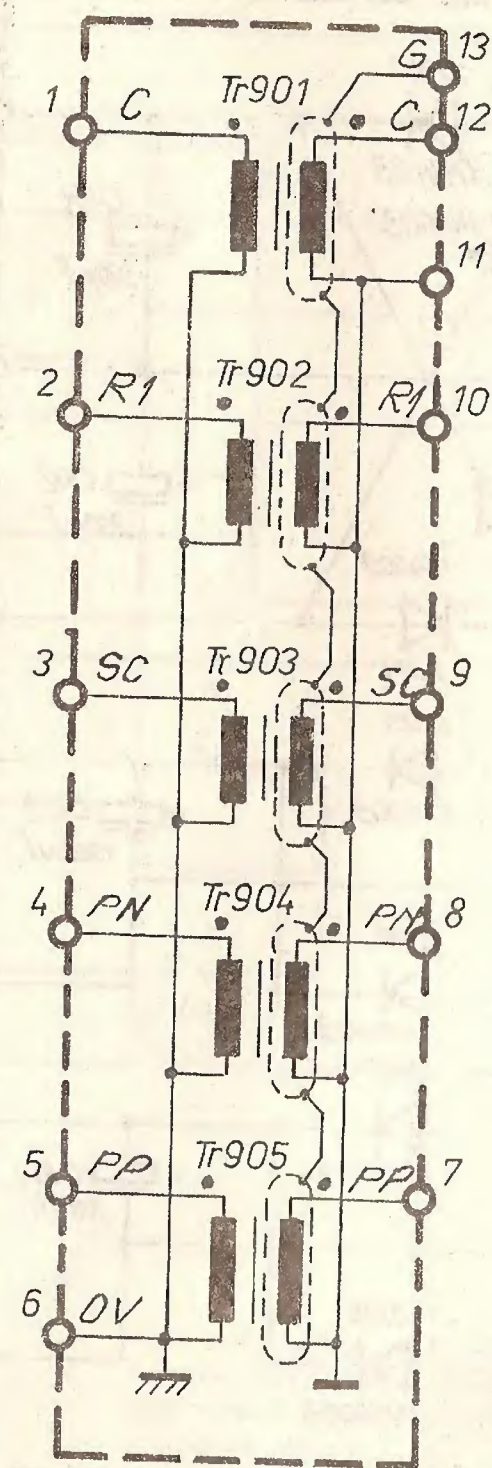 G 13
1 C Tr901 C 12
11
2 R1 Tr902 R1 10
3 SC Tr903 SC 9
4 PN Tr904 PN 8
5 PP Tr905 PP 7
6 0V